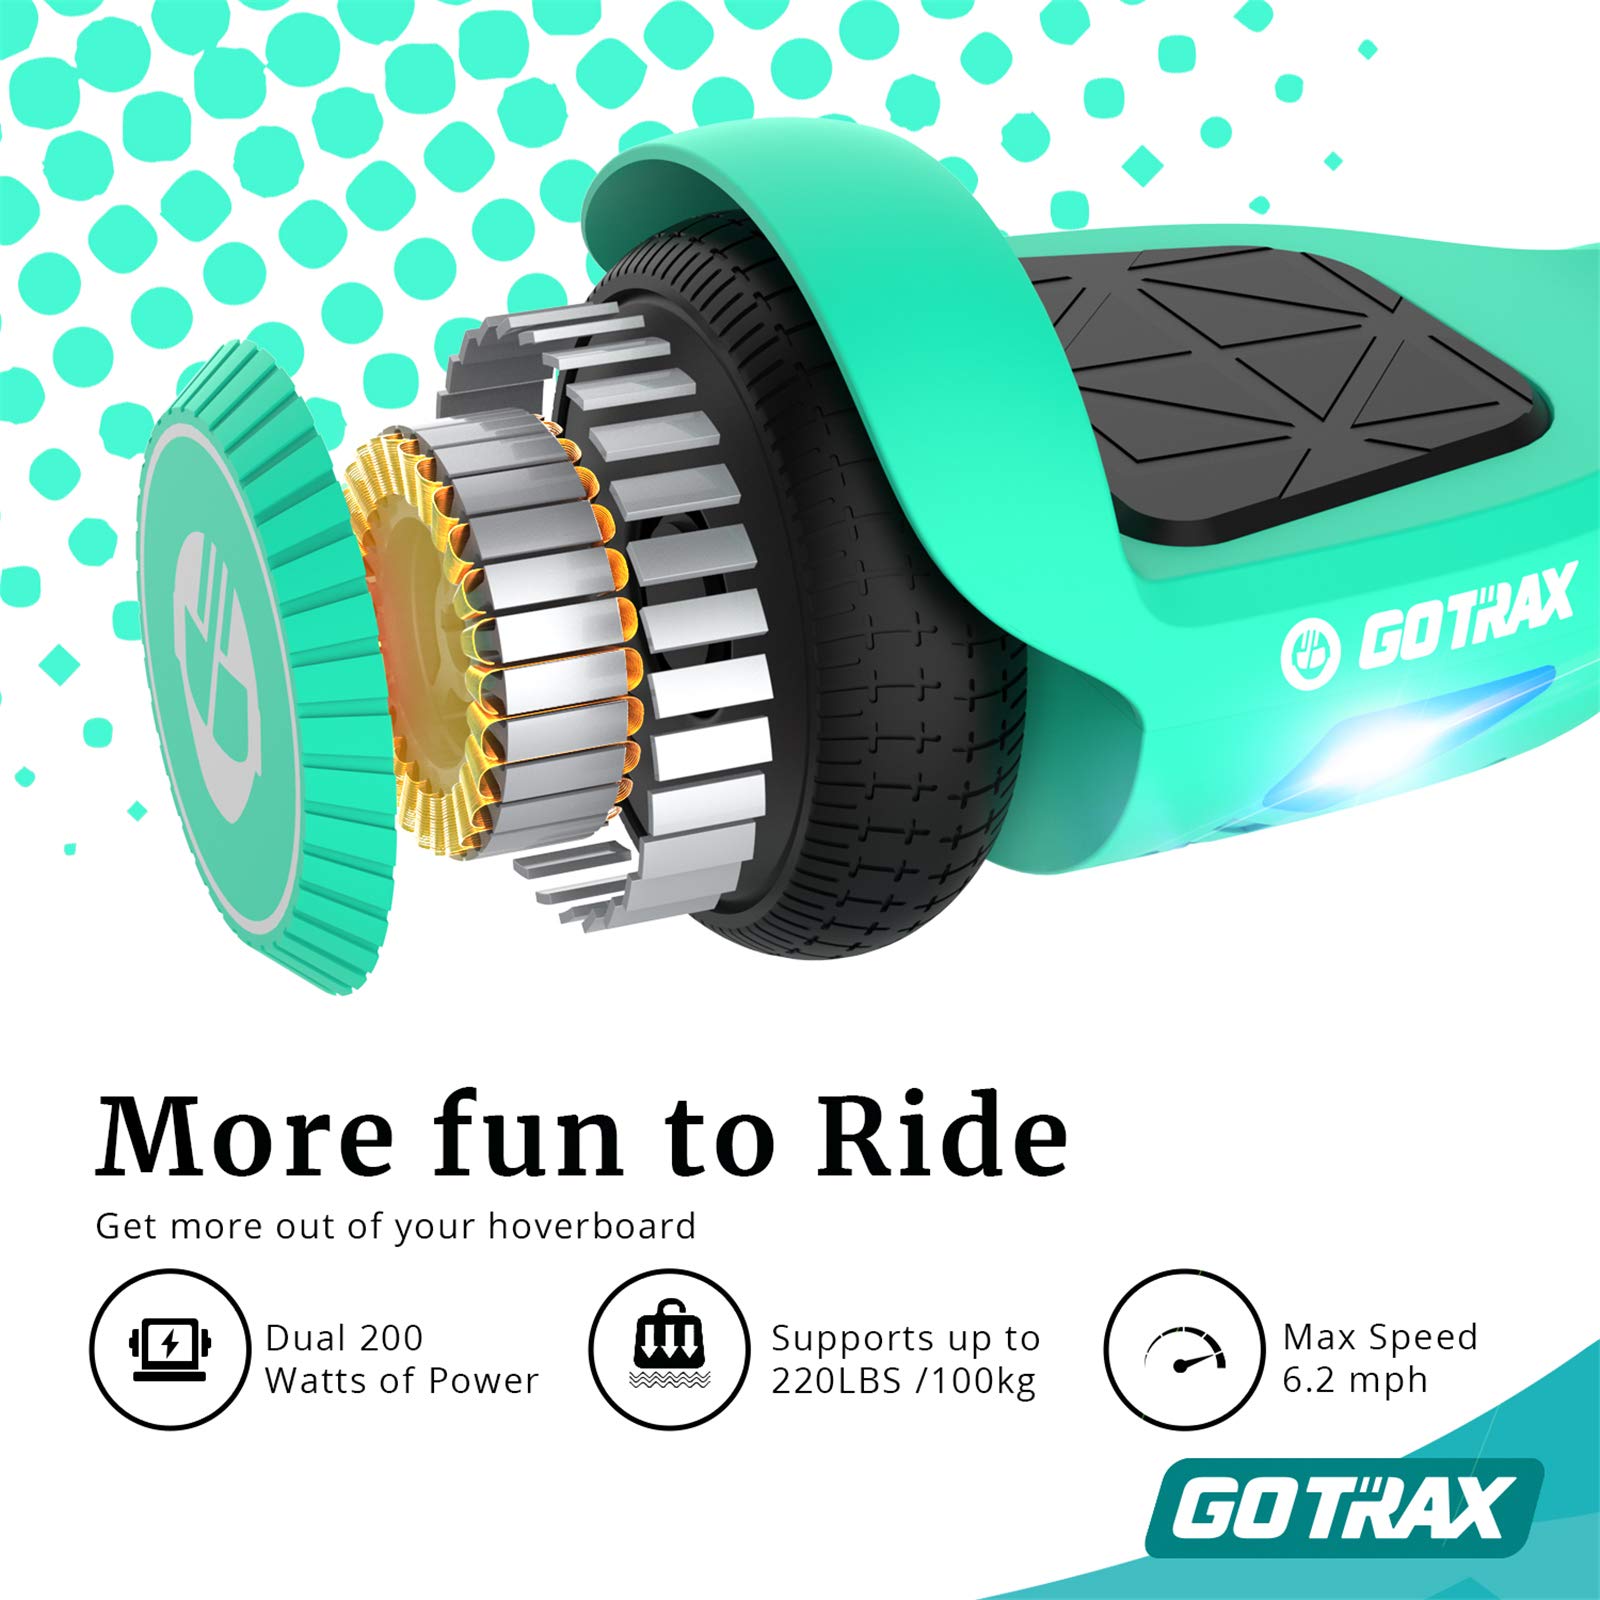 GOTRAX
More fun to Ride
Get more out of your hoverboard
Dual 200
Watts of Power
Supports up to
220LBS /100kg
Max Speed
6.2 mph
GOTRAX